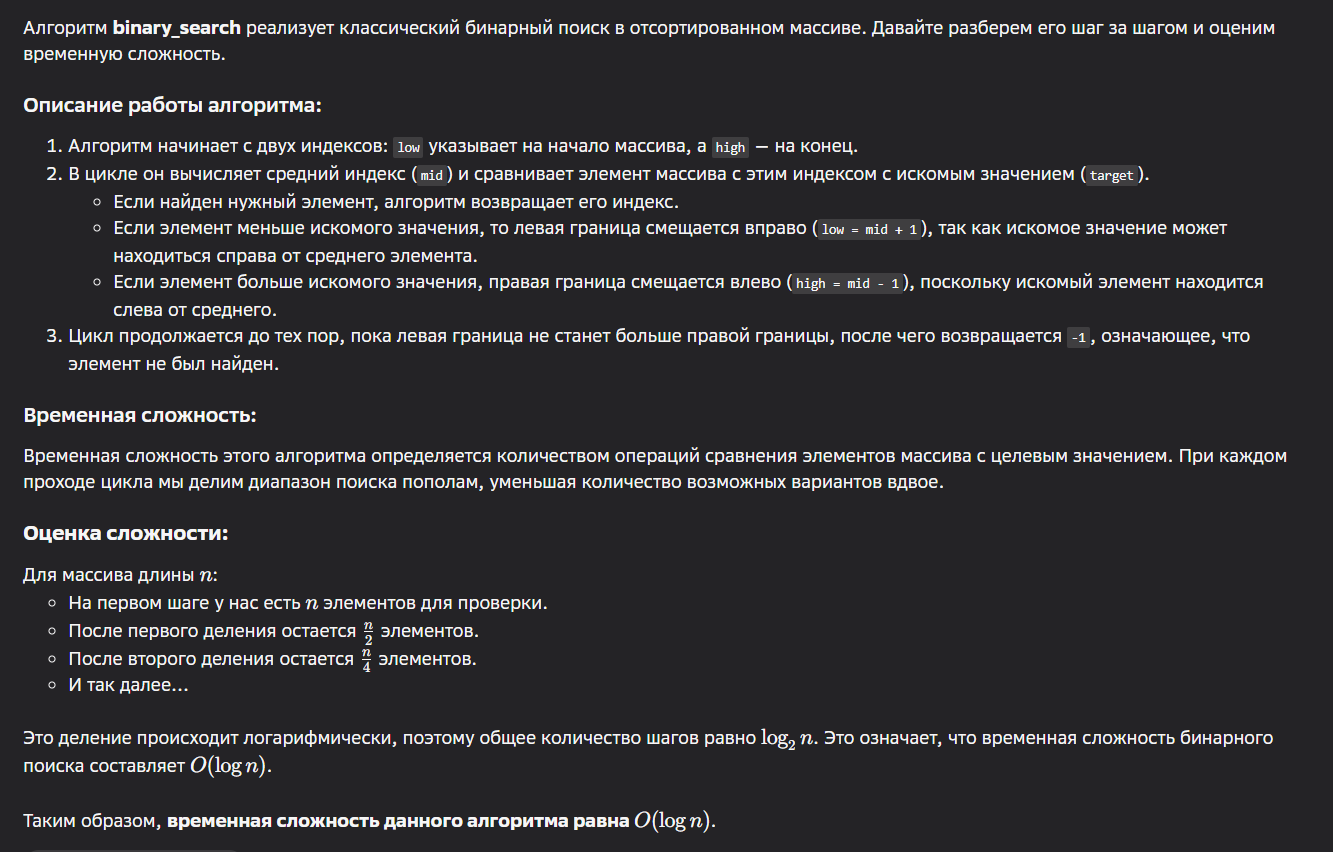 Алгоритм binary_search реализует классический бинарный поиск в отсортированном массиве. Давайте разберем его шаг за шагом и оценим
временную сложность.
Описание работы алгоритма:
1. Алгоритм начинает с двух индексов: low указывает на начало массива, а high — на конец.
2. В цикле он вычисляет средний индекс (mid) и сравнивает элемент массива с этим индексом с искомым значением (target).
◦ Если найден нужный элемент, алгоритм возвращает его индекс.
◦ Если элемент меньше искомого значения, то левая граница смещается вправо (low = mid + 1), так как искомое значение может
находиться справа от среднего элемента.
◦ Если элемент больше искомого значения, правая граница смещается влево (high = mid - 1), поскольку искомый элемент находится
слева от среднего.
3. Цикл продолжается до тех пор, пока левая граница не станет больше правой границы, после чего возвращается -1, означающее, что
элемент не был найден.
Временная сложность:
Временная сложность этого алгоритма определяется количеством операций сравнения элементов массива с целевым значением. При каждом
проходе цикла мы делим диапазон поиска пополам, уменьшая количество возможных вариантов вдвое.
Оценка сложности:
Для массива длины n:
◦ На первом шаге у нас есть n элементов для проверки.
◦ После первого деления остается n/2 элементов.
◦ После второго деления остается n/4 элементов.
◦ И так далее...
Это деление происходит логарифмически, поэтому общее количество шагов равно log₂ n. Это означает, что временная сложность бинарного
поиска составляет O(log n).
Таким образом, временная сложность данного алгоритма равна O(log n).